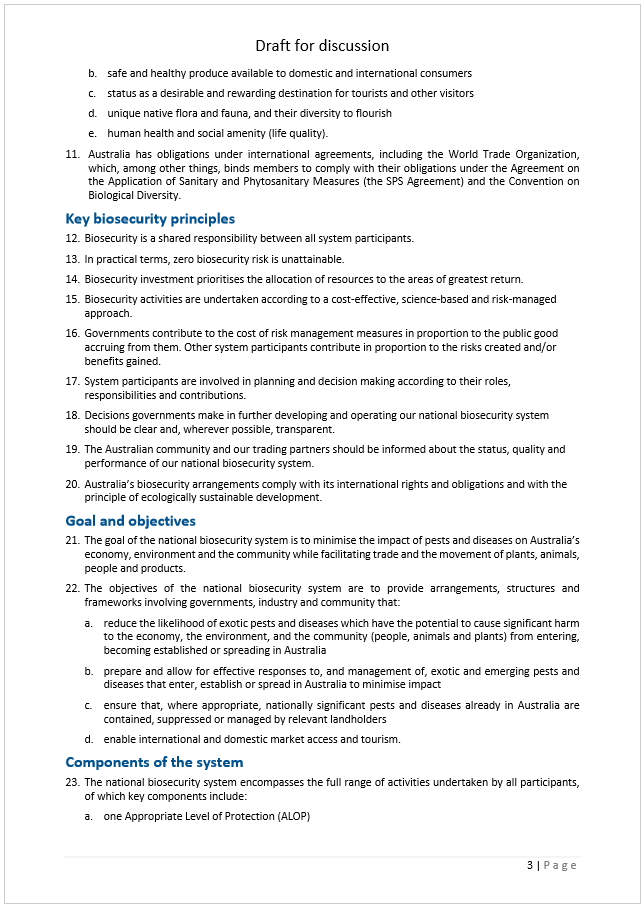 Draft for discussion
b. safe and healthy produce available to domestic and international consumers
c. status as a desirable and rewarding destination for tourists and other visitors
d. unique native flora and fauna, and their diversity to flourish
e. human health and social amenity (life quality).
11. Australia has obligations under international agreements, including the World Trade Organization,
which, among other things, binds members to comply with their obligations under the Agreement on
the Application of Sanitary and Phytosanitary Measures (the SPS Agreement) and the Convention on
Biological Diversity.
Key biosecurity principles
12. Biosecurity is a shared responsibility between all system participants.
13. In practical terms, zero biosecurity risk is unattainable.
14. Biosecurity investment prioritises the allocation of resources to the areas of greatest return.
15. Biosecurity activities are undertaken according to a cost-effective, science-based and risk-managed
approach.
16. Governments contribute to the cost of risk management measures in proportion to the public good
accruing from them. Other system participants contribute in proportion to the risks created and/or
benefits gained.
17. System participants are involved in planning and decision making according to their roles,
responsibilities and contributions.
18. Decisions governments make in further developing and operating our national biosecurity system
should be clear and, wherever possible, transparent.
19. The Australian community and our trading partners should be informed about the status, quality and
performance of our national biosecurity system.
20. Australia's biosecurity arrangements comply with its international rights and obligations and with the
principle of ecologically sustainable development.
Goal and objectives
21. The goal of the national biosecurity system is to minimise the impact of pests and diseases on Australia's
economy, environment and the community while facilitating trade and the movement of plants, animals,
people and products.
22. The objectives of the national biosecurity system are to provide arrangements, structures and
frameworks involving governments, industry and community that:
a. reduce the likelihood of exotic pests and diseases which have the potential to cause significant harm
to the economy, the environment, and the community (people, animals and plants) from entering,
becoming established or spreading in Australia
b. prepare and allow for effective responses to, and management of, exotic and emerging pests and
diseases that enter, establish or spread in Australia to minimise impact
c. ensure that, where appropriate, nationally significant pests and diseases already in Australia are
contained, suppressed or managed by relevant landholders
d. enable international and domestic market access and tourism.
Components of the system
23. The national biosecurity system encompasses the full range of activities undertaken by all participants,
of which key components include:
a. one Appropriate Level of Protection (ALOP)
3 | Page